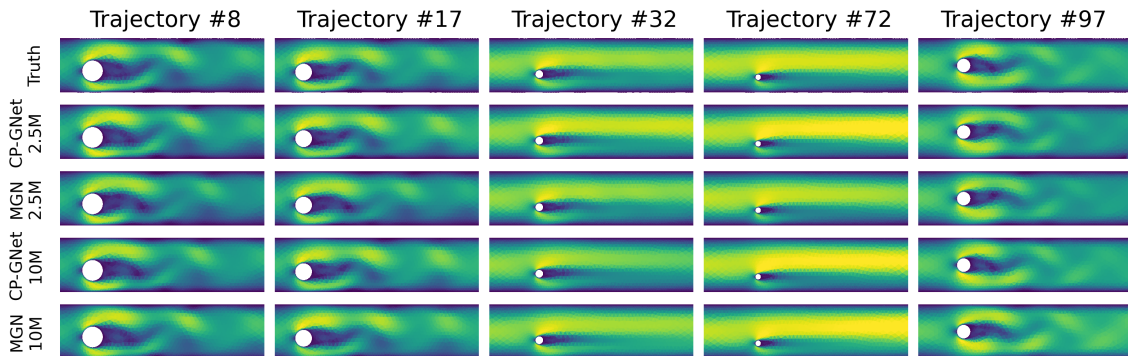 Trajectory #8
Trajectory #17
Trajectory #32
Trajectory #72
Trajectory #97
Truth
CP-GNet
2.5M
MGN
2.5M
CP-GNet
10M
MGN
10M